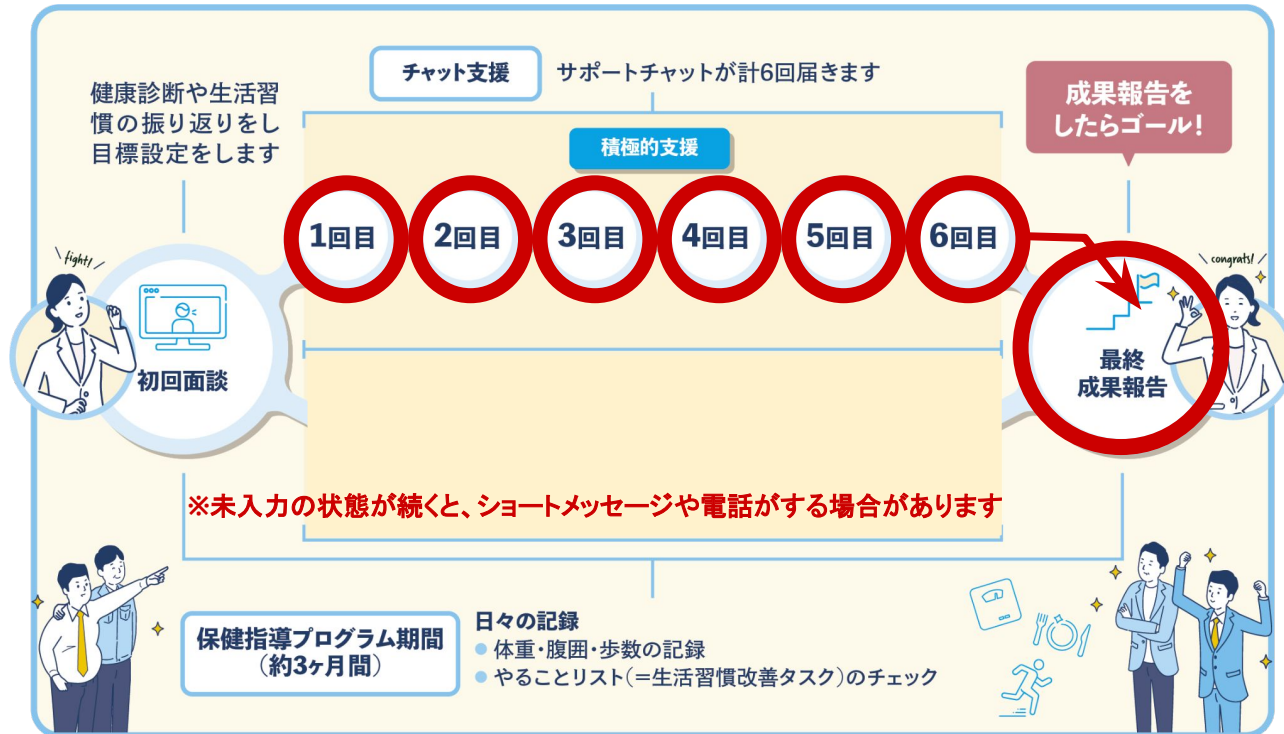 チャット支援
サポートチャットが計6回届きます
健康診断や生活習
慣の振り返りをし
目標設定をします
成果報告を
したらゴール!
積極的支援
1回目
2回目
3回目
4回目
5回目
6回目
fight!
congrats!
初回面談
最終
成果報告
※未入力の状態が続くと、ショートメッセージや電話がする場合があります
保健指導プログラム期間
(約3ヶ月間)
日々の記録
体重・腹囲・歩数の記録
やることリスト(=生活習慣改善タスク)のチェック